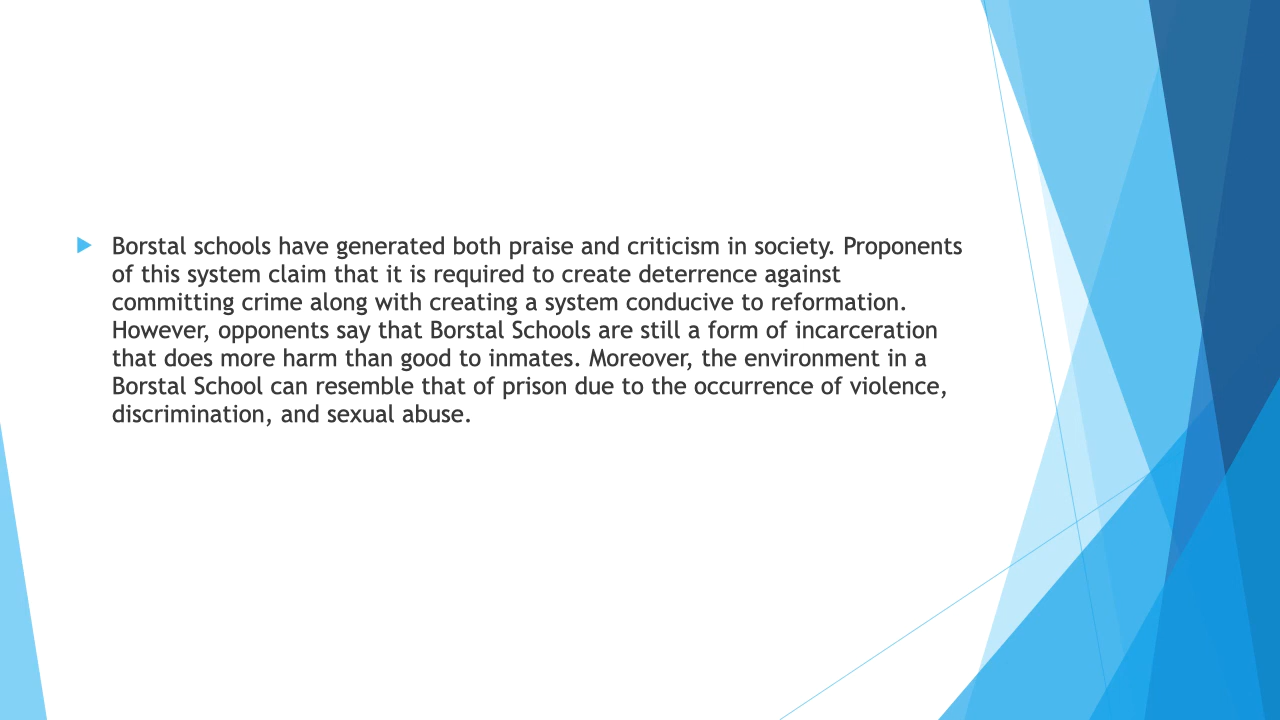 Borstal schools have generated both praise and criticism in society. Proponents
of this system claim that it is required to create deterrence against
committing crime along with creating a system conducive to reformation.
However, opponents say that Borstal Schools are still a form of incarceration
that does more harm than good to inmates. Moreover, the environment in a
Borstal School can resemble that of prison due to the occurrence of violence,
discrimination, and sexual abuse.